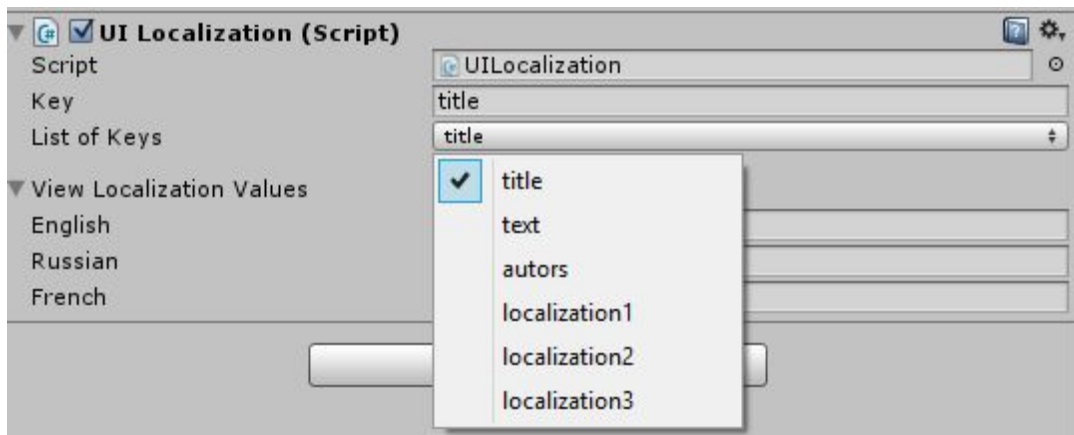 UI Localization (Script)
Script UILocalization
Key title
List of Keys title
title
View Localization Values
English text
Russian autors
French
localization1
localization2
localization3